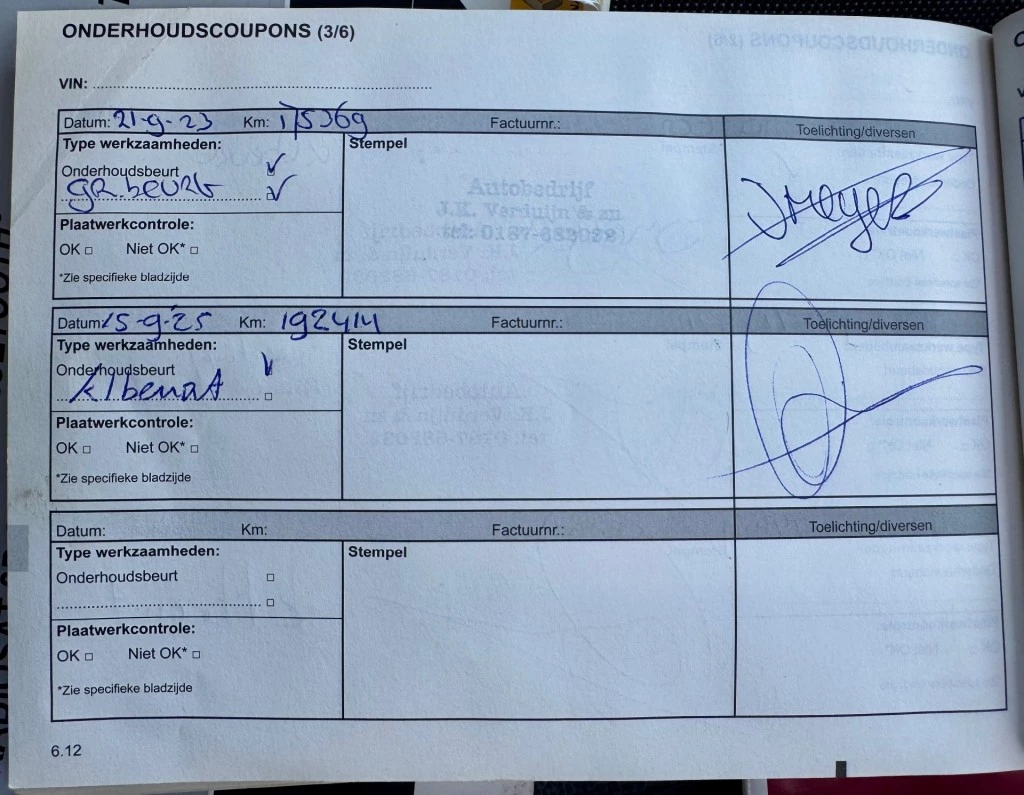 ONDERHOUDSCOUPONS (3/6)
VIN:
Datum: 21-9-23 Km: 175369 Factuurnr.: Toelichting/diversen
Type werkzaamheden: Stempel
Onderhoudsbeurt
gR.beurt
Autobedrijf
J.K. Verduijn & zn
tel: 0187-683028
Plaatwerkcontrole:
OK Niet OK*
*Zie specifieke bladzijde
Datum: 15-9-25 Km: 192414 Factuurnr.: Toelichting/diversen
Type werkzaamheden: Stempel
Onderhoudsbeurt
Plaatwerkcontrole:
OK Niet OK*
*Zie specifieke bladzijde
Datum: Km: Factuurnr.: Toelichting/diversen
Type werkzaamheden: Stempel
Onderhoudsbeurt
Plaatwerkcontrole:
OK Niet OK*
*Zie specifieke bladzijde
6.12